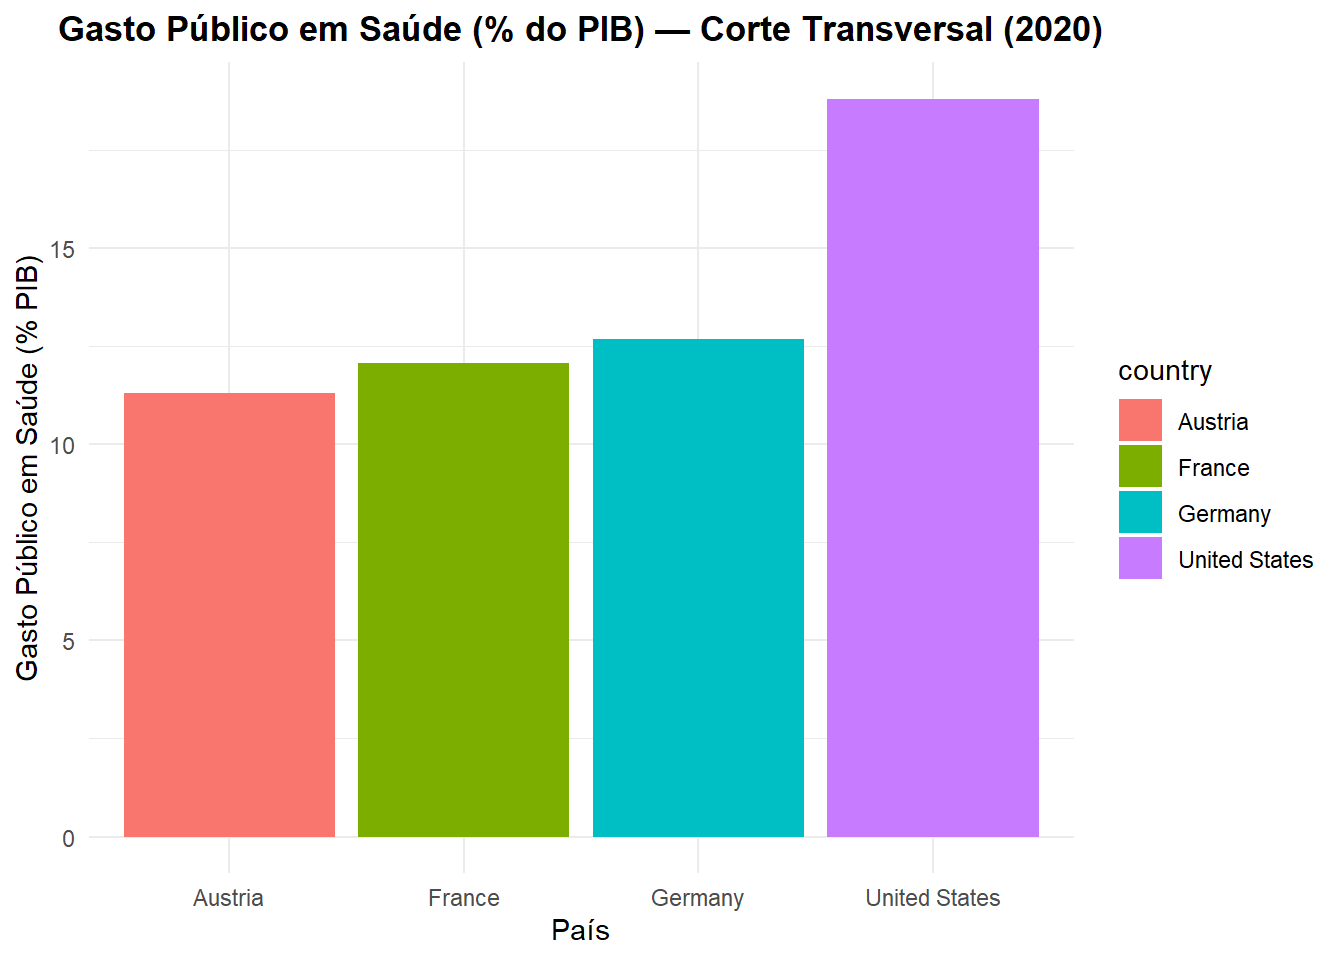 Gasto Público em Saúde (% do PIB) — Corte Transversal (2020)
Gasto Público em Saúde (% PIB)
15
10
5
0
Austria
France
Germany
United States
País
country
Austria
France
Germany
United States